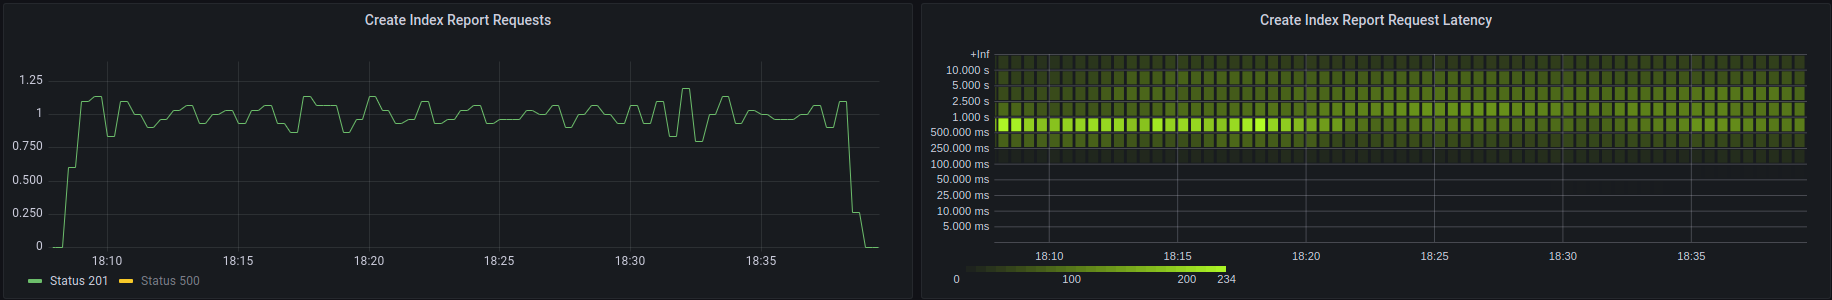 Create Index Report Requests
1.25
1
0.750
0.500
0.250
0
18:10 18:15 18:20 18:25 18:30 18:35
Status 201 Status 500
Create Index Report Request Latency
+Inf
10.000 s
5.000 s
2.500 s
1.000 s
500.000 ms
250.000 ms
100.000 ms
50.000 ms
25.000 ms
10.000 ms
5.000 ms
18:10 18:15 18:20 18:25 18:30 18:35
0 100 200 234